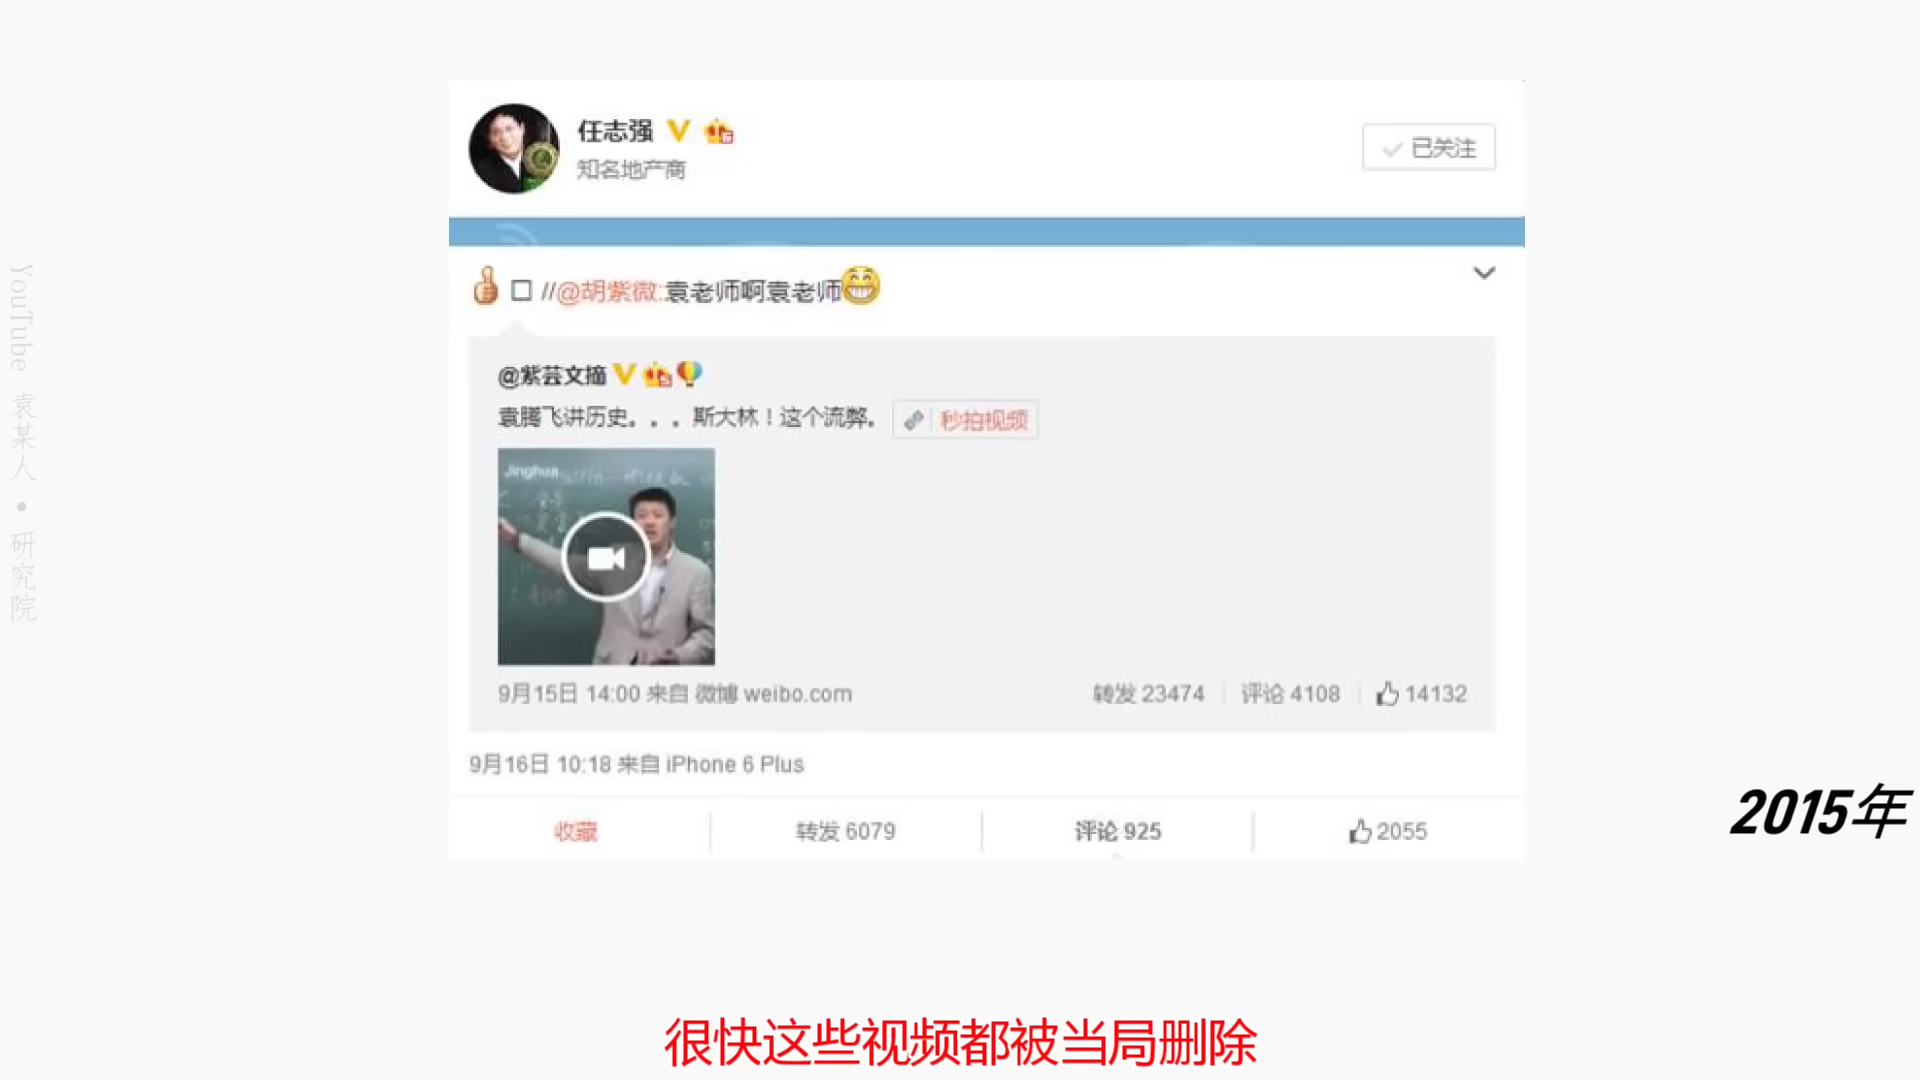 任志强
知名地产商
已关注
//@胡紫微:袁老师啊袁老师
@紫芸文摘
袁腾飞讲历史。。。斯大林！这个流弊。 秒拍视频
Jinghua
9月15日 14:00 来自 微博 weibo.com
转发 23474 评论 4108 14132
9月16日 10:18 来自 iPhone 6 Plus
收藏 转发 6079 评论 925 2055
2015年
很快这些视频都被当局删除
YouTube 袁某人·研究院